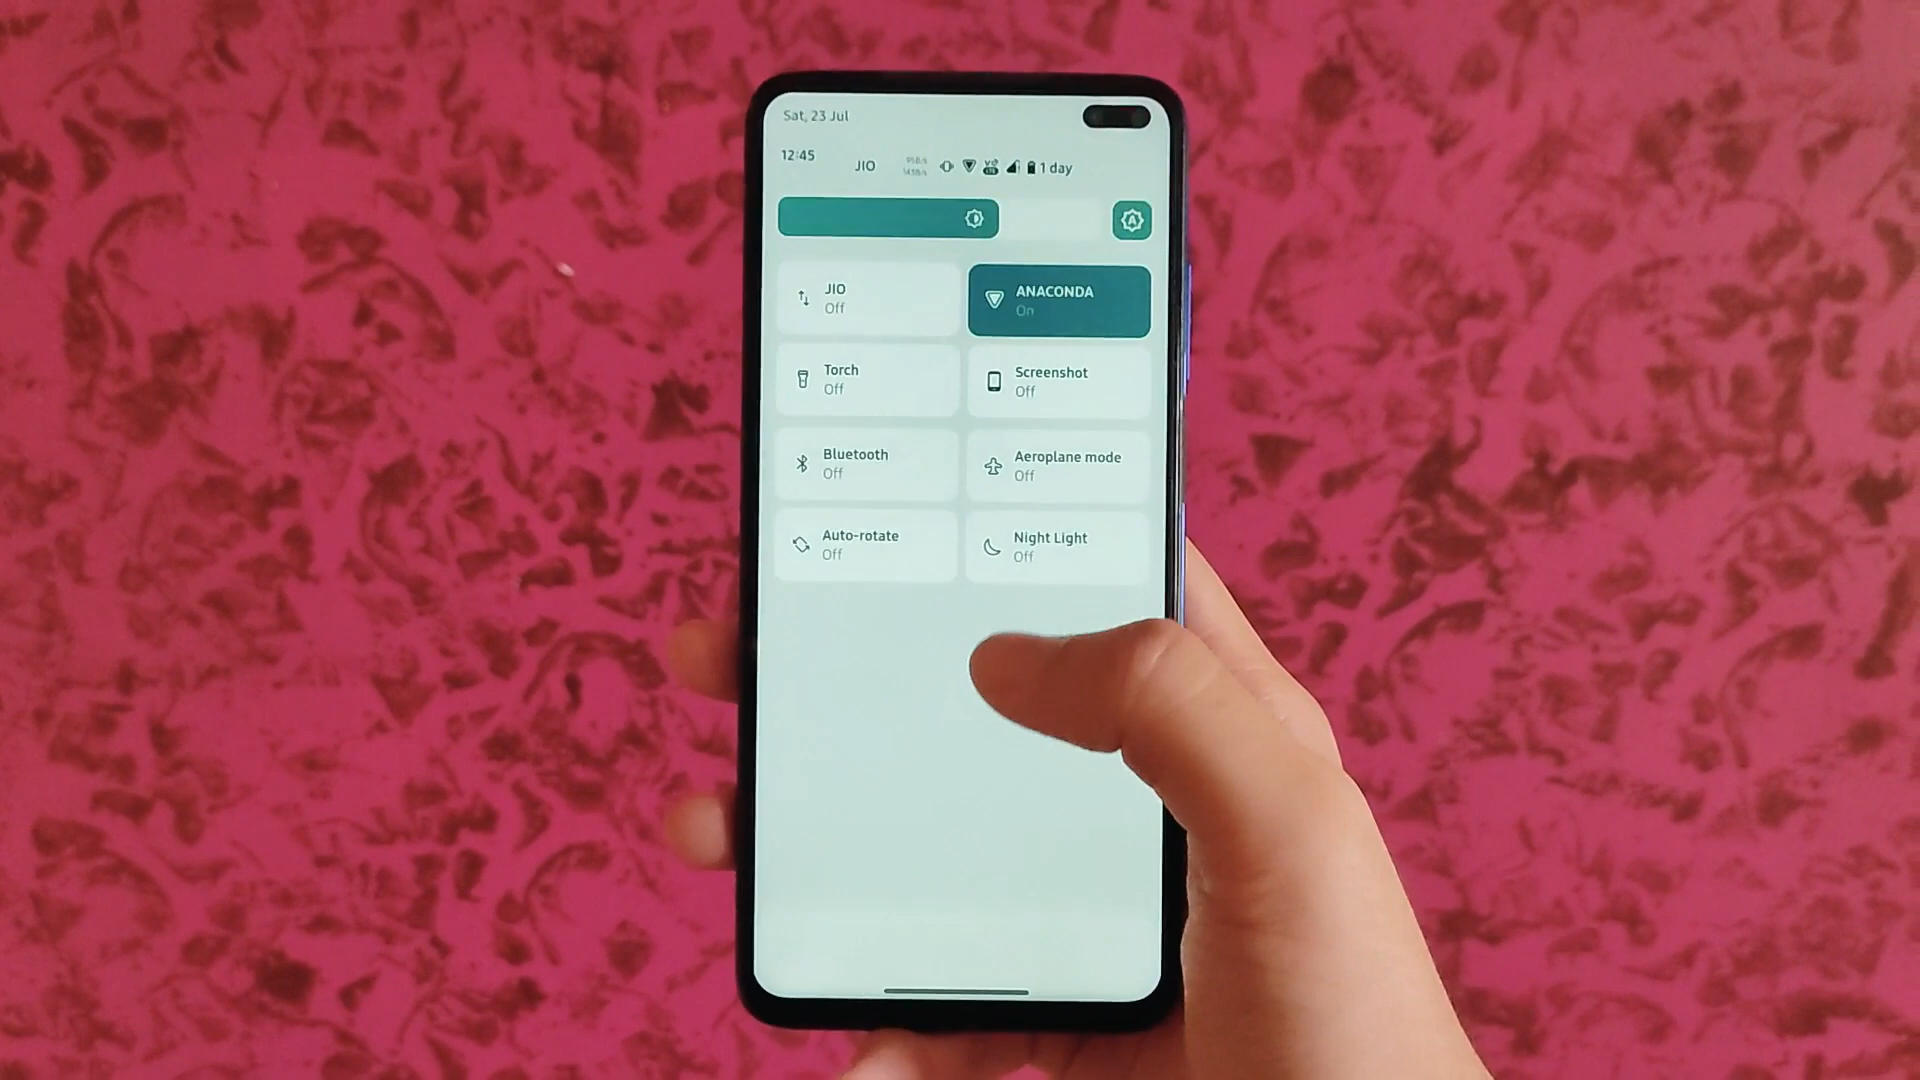 Sat, 23 Jul
12:45 JIO 1 day
A
JIO
Off
ANACONDA
On
Torch
Off
Screenshot
Off
Bluetooth
Off
Aeroplane mode
Off
Auto-rotate
Off
Night Light
Off